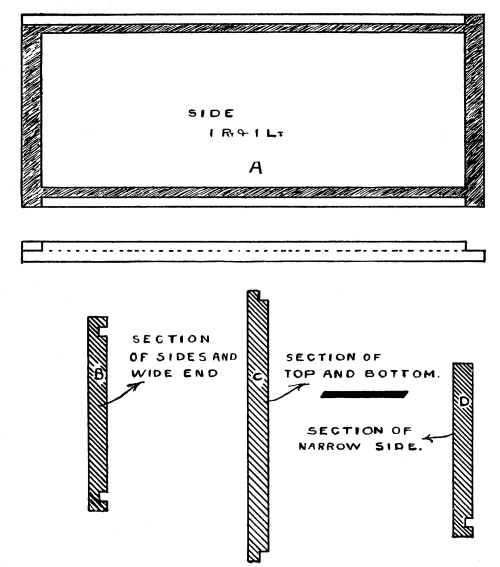 SIDE
1 Rt & 1 Lt
A
SECTION
OF SIDES AND
WIDE END
B
C
SECTION OF
TOP AND BOTTOM.
D
SECTION OF
NARROW SIDE.